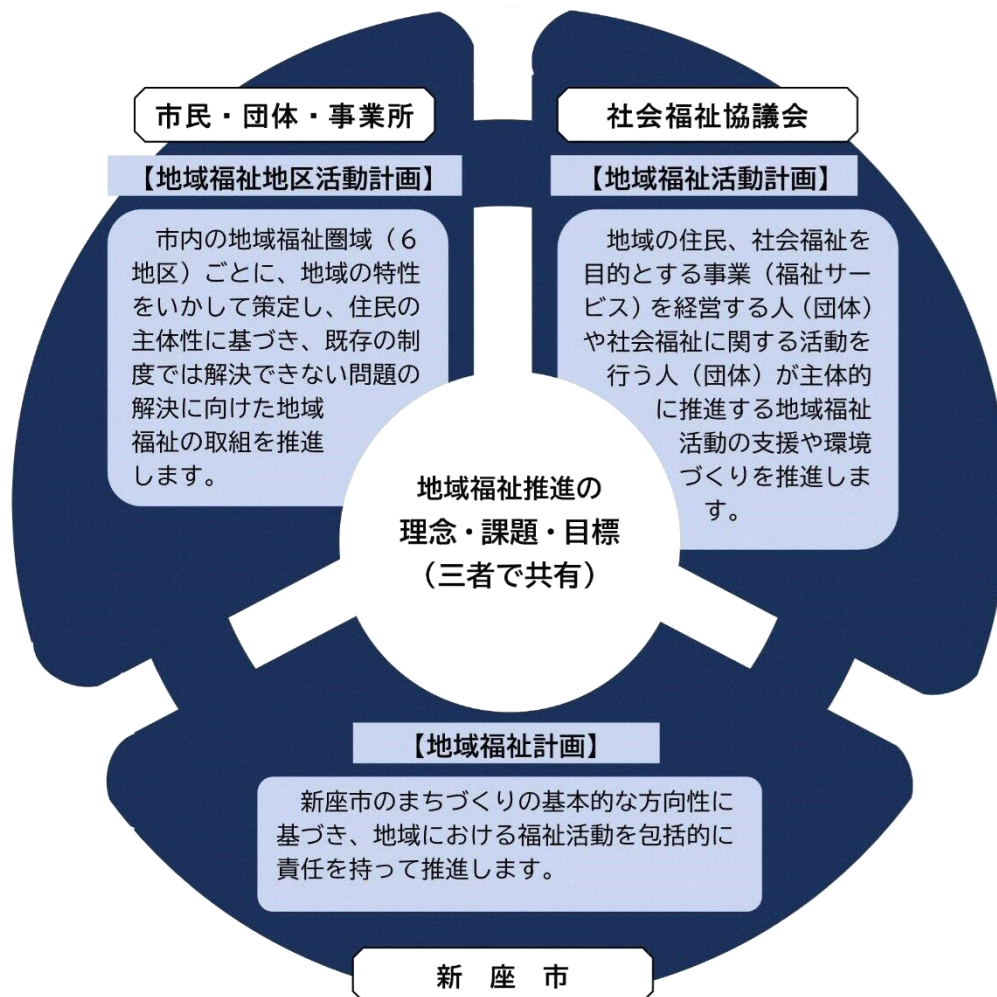 市民・団体・事業所
【地域福祉地区活動計画】
市内の地域福祉圏域（６
地区）ごとに、地域の特性
をいかして策定し、住民の
主体性に基づき、既存の制
度では解決できない問題の
解決に向けた地域
福祉の取組を推進
します。
社会福祉協議会
【地域福祉活動計画】
地域の住民、社会福祉を
目的とする事業（福祉サー
ビス）を経営する人（団体）
や社会福祉に関する活動を
行う人（団体）が主体的
に推進する地域福祉
活動の支援や環境
づくりを推進しま
す。
地域福祉推進の
理念・課題・目標
（三者で共有）
【地域福祉計画】
新座市のまちづくりの基本的な方向性に
基づき、地域における福祉活動を包括的に
責任を持って推進します。
新　座　市